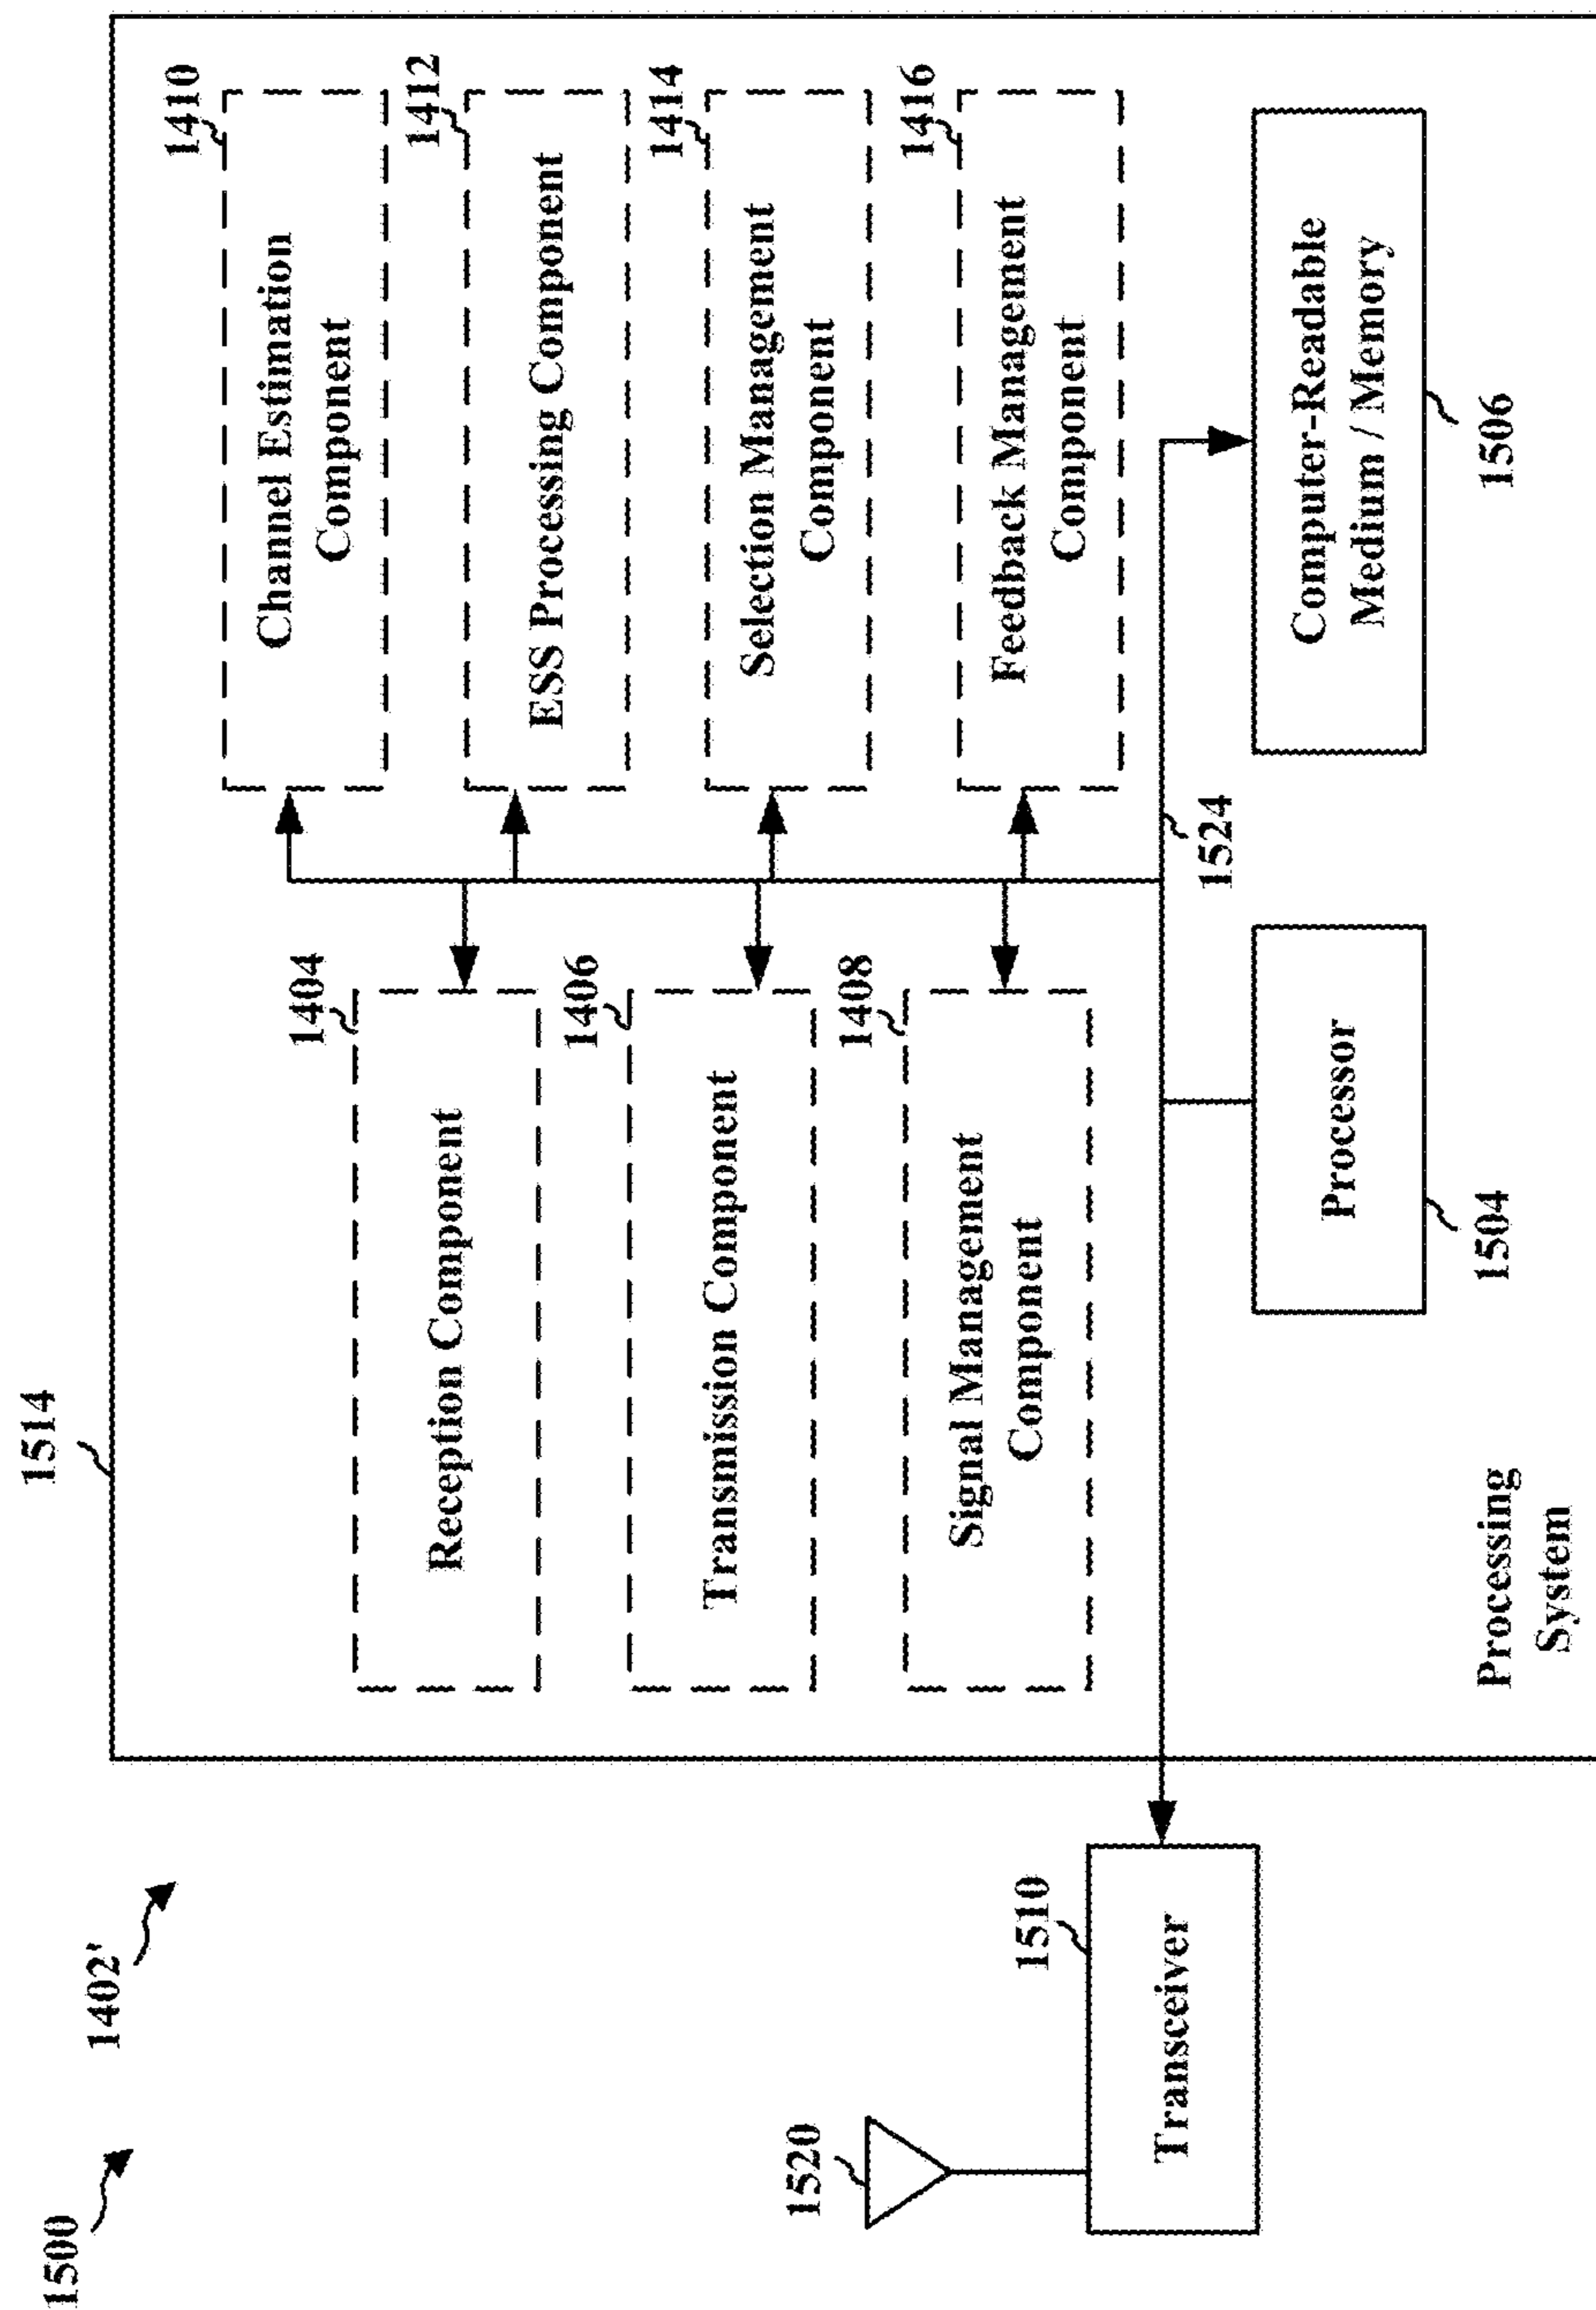 1500
1402'
1514
1520
1510
Transceiver
1404
Reception Component
1406
Transmission Component
1408
Signal Management
Component
1410
Channel Estimation
Component
1412
ESS Processing Component
1414
Selection Management
Component
1416
Feedback Management
Component
1524
Processor
1504
Computer-Readable
Medium / Memory
1506
Processing
System